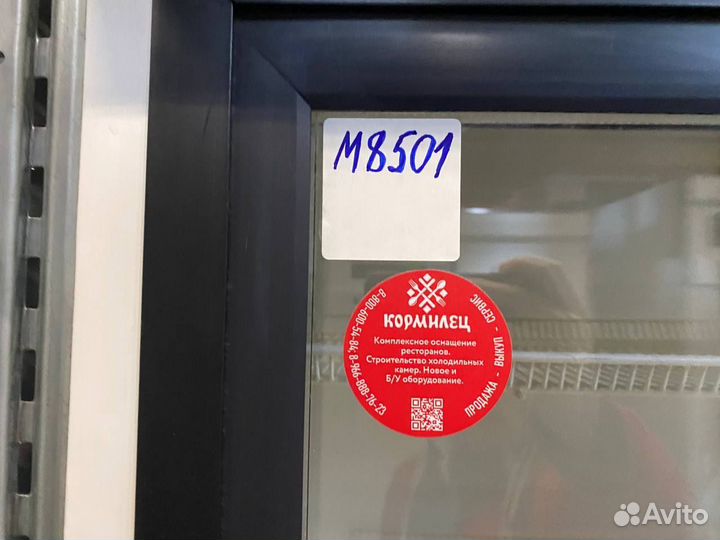 М8501
КОРМИЛЕЦ
Комплексное оснащение
ресторанов.
Строительство холодильных
камер. Новое и
Б/У оборудование.
8-800-600-54-84, 8-966-888-76-23
ПРОДАЖА - ВЫКУП - СЕРВИС
Avito